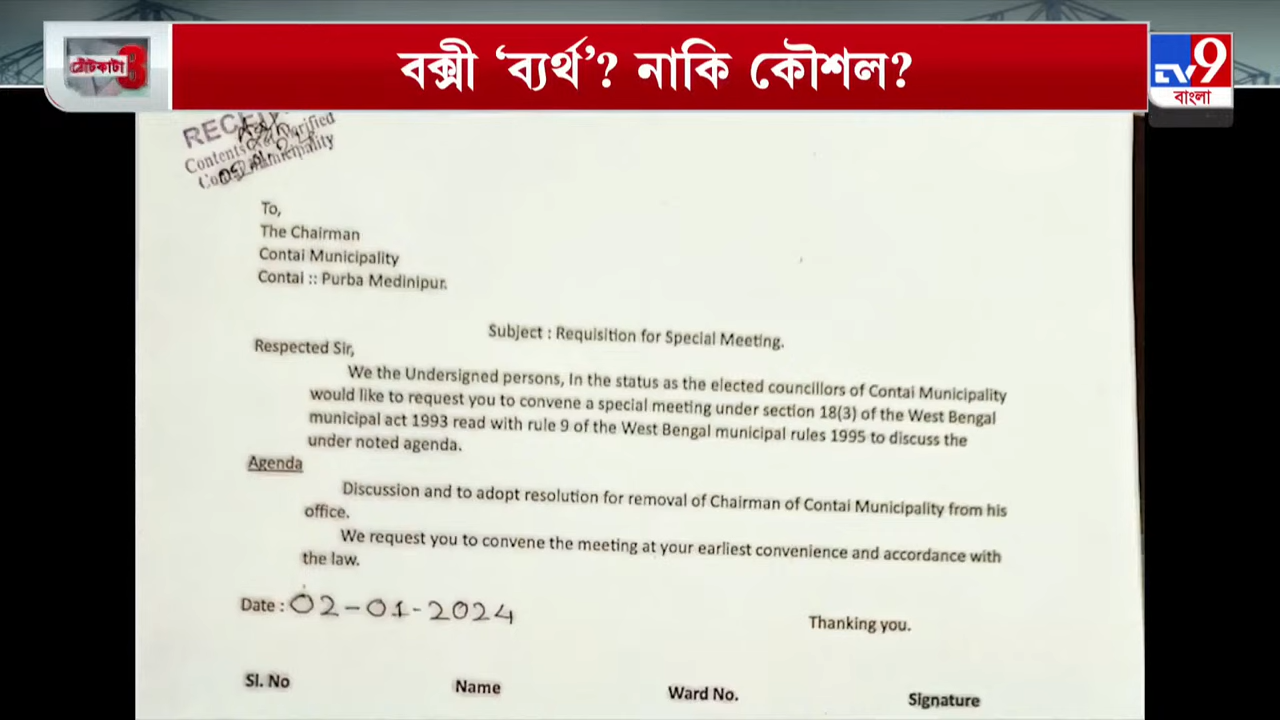 ঠোঁটকাটা 3
বক্সী ‘ব্যর্থ’? নাকি কৌশল?
TV9
বাংলা
Contents
To,
The Chairman
Contai Municipality
Contai :: Purba Medinipur.
Subject : Requisition for Special Meeting.
Respected Sir,
We the Undersigned persons, In the status as the elected councillors of Contai Municipality
would like to request you to convene a special meeting under section 18(3) of the West Bengal
municipal act 1993 read with rule 9 of the West Bengal municipal rules 1995 to discuss the
under noted agenda.
Agenda
Discussion and to adopt resolution for removal of Chairman of Contai Municipality from his
office.
We request you to convene the meeting at your earliest convenience and accordance with
the law.
Date : 02-01-2024
Thanking you.
Sl. No Name Ward No. Signature